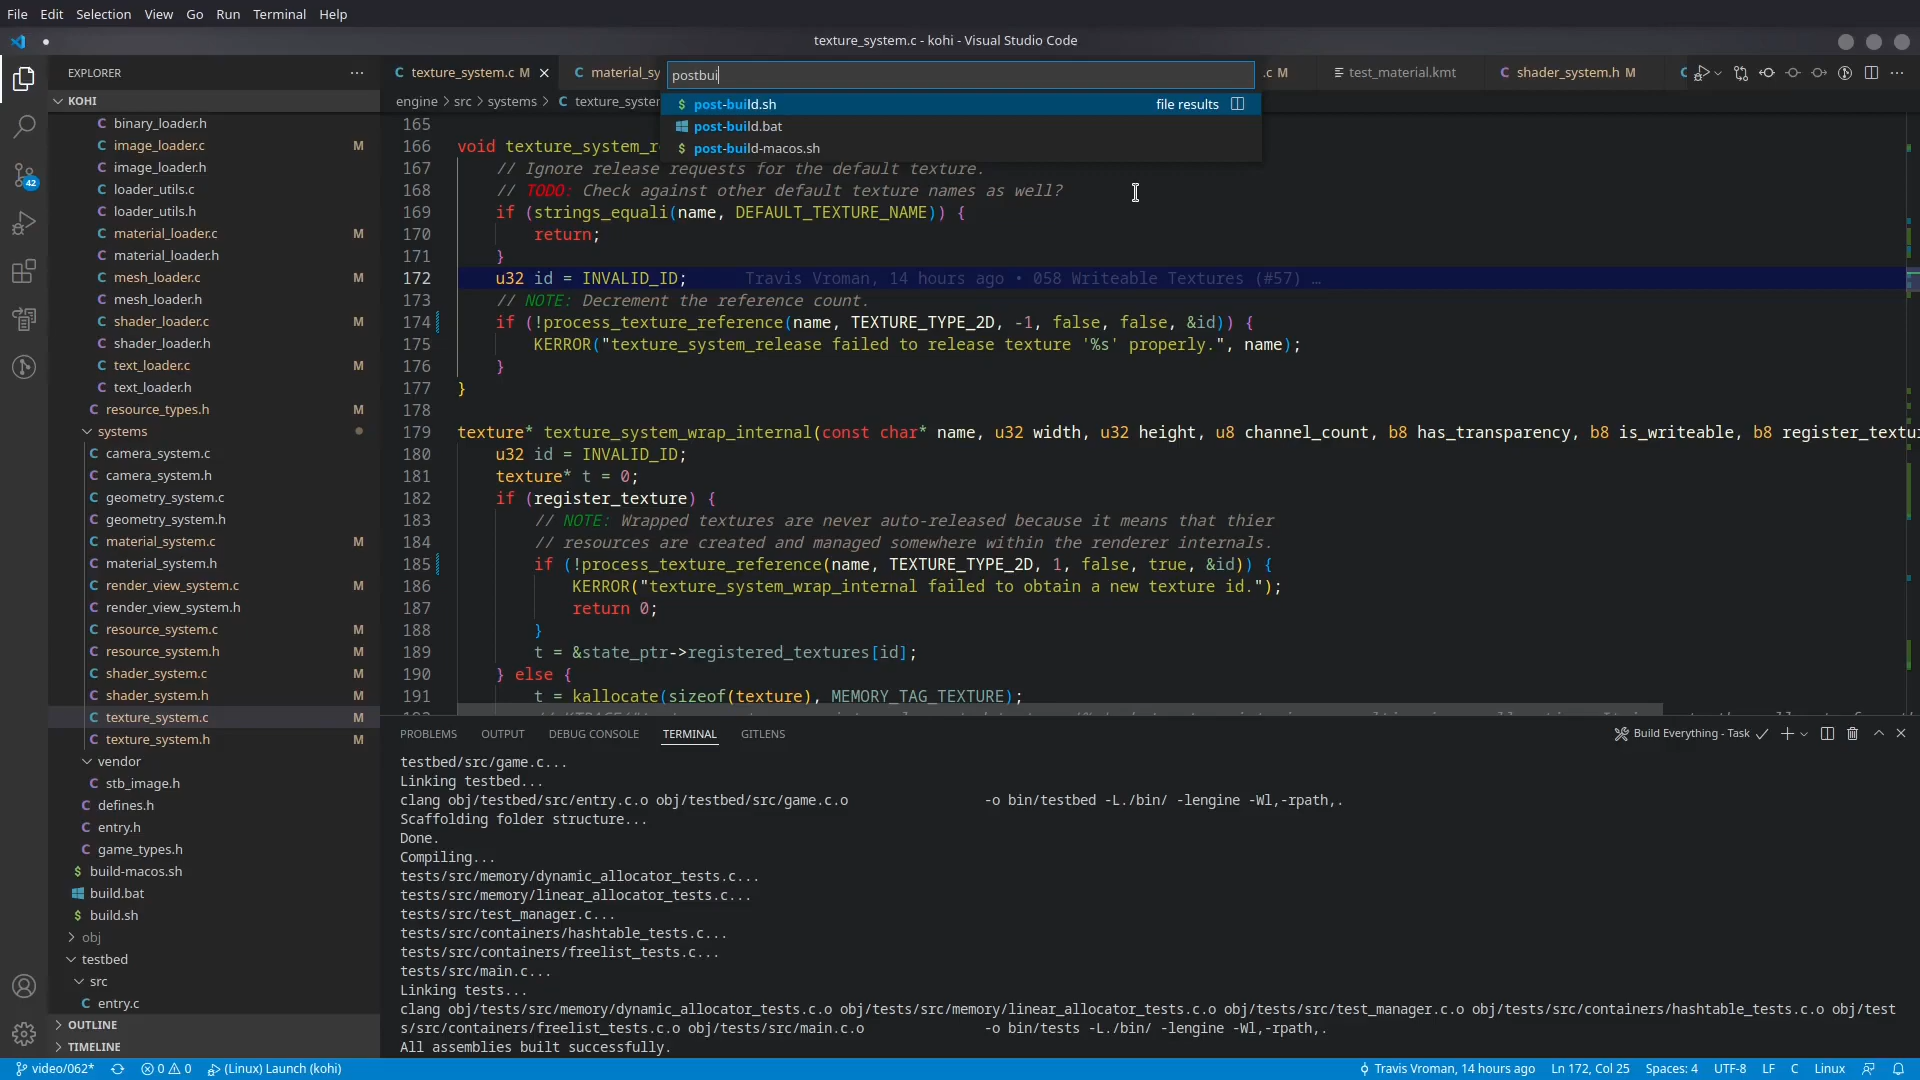 File Edit Selection View Go Run Terminal Help
texture_system.c - kohi - Visual Studio Code
EXPLORER
texture_system.c M
material_sy
postbui
.c M
test_material.kmt
shader_system.h M
KOHI
engine > src > systems > C texture_syster
post-build.sh file results
post-build.bat
post-build-macos.sh
binary_loader.h
image_loader.c M
image_loader.h
loader_utils.c
loader_utils.h
material_loader.c M
material_loader.h
mesh_loader.c M
mesh_loader.h
shader_loader.c M
shader_loader.h
text_loader.c M
text_loader.h
resource_types.h M
systems
camera_system.c
camera_system.h
geometry_system.c
geometry_system.h
material_system.c M
material_system.h
render_view_system.c M
render_view_system.h
resource_system.c M
resource_system.h M
shader_system.c M
shader_system.h M
texture_system.c M
texture_system.h M
vendor
stb_image.h
defines.h
entry.h
game_types.h
build-macos.sh
build.bat
build.sh
obj
testbed
src
entry.c
OUTLINE
TIMELINE
42
165
166 void texture_system_r
167 // Ignore release requests for the default texture.
168 // TODO: Check against other default texture names as well?
169 if (strings_equali(name, DEFAULT_TEXTURE_NAME)) {
170 return;
171 }
172 u32 id = INVALID_ID; Travis Vroman, 14 hours ago • 058 Writeable Textures (#57) …
173 // NOTE: Decrement the reference count.
174 if (!process_texture_reference(name, TEXTURE_TYPE_2D, -1, false, false, &id)) {
175 KERROR("texture_system_release failed to release texture '%s' properly.", name);
176 }
177 }
178
179 texture* texture_system_wrap_internal(const char* name, u32 width, u32 height, u8 channel_count, b8 has_transparency, b8 is_writeable, b8 register_textu
180 u32 id = INVALID_ID;
181 texture* t = 0;
182 if (register_texture) {
183 // NOTE: Wrapped textures are never auto-released because it means that thier
184 // resources are created and managed somewhere within the renderer internals.
185 if (!process_texture_reference(name, TEXTURE_TYPE_2D, 1, false, true, &id)) {
186 KERROR("texture_system_wrap_internal failed to obtain a new texture id.");
187 return 0;
188 }
189 t = &state_ptr->registered_textures[id];
190 } else {
191 t = kallocate(sizeof(texture), MEMORY_TAG_TEXTURE);
PROBLEMS OUTPUT DEBUG CONSOLE TERMINAL GITLENS
Build Everything - Task
testbed/src/game.c...
Linking testbed...
clang obj/testbed/src/entry.c.o obj/testbed/src/game.c.o -o bin/testbed -L./bin/ -lengine -Wl,-rpath,.
Scaffolding folder structure...
Done.
Compiling...
tests/src/memory/dynamic_allocator_tests.c...
tests/src/memory/linear_allocator_tests.c...
tests/src/test_manager.c...
tests/src/containers/hashtable_tests.c...
tests/src/containers/freelist_tests.c...
tests/src/main.c...
Linking tests...
clang obj/tests/src/memory/dynamic_allocator_tests.c.o obj/tests/src/memory/linear_allocator_tests.c.o obj/tests/src/test_manager.c.o obj/tests/src/containers/hashtable_tests.c.o obj/test
s/src/containers/freelist_tests.c.o obj/tests/src/main.c.o -o bin/tests -L./bin/ -lengine -Wl,-rpath,.
All assemblies built successfully.
video/062* 0 0 (Linux) Launch (kohi) Travis Vroman, 14 hours ago Ln 172, Col 25 Spaces: 4 UTF-8 LF C Linux